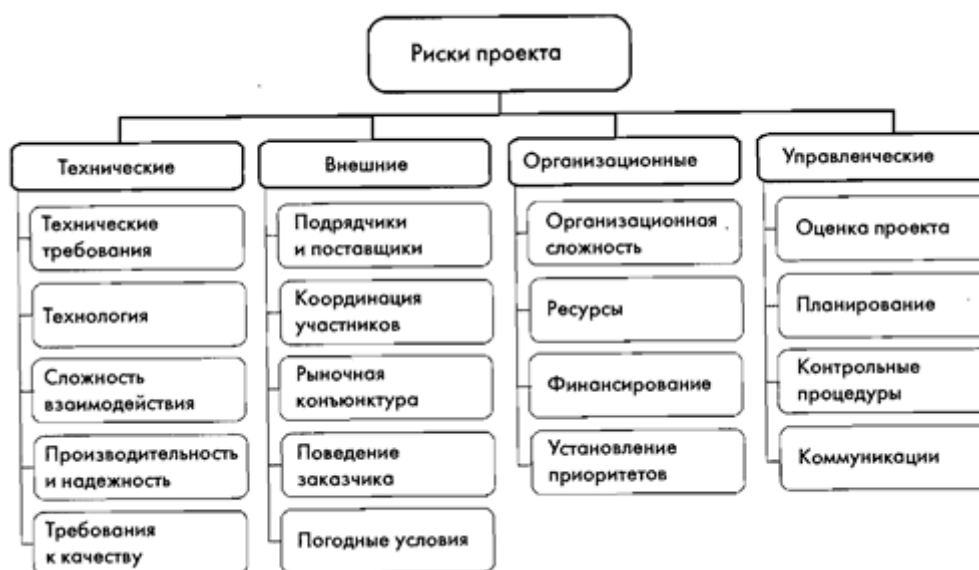 Риски проекта
Технические
Технические
требования
Технология
Сложность
взаимодействия
Производительность
и надежность
Требования
к качеству
Внешние
Подрядчики
и поставщики
Координация
участников
Рыночная
конъюнктура
Поведение
заказчика
Погодные условия
Организационные
Организационная
сложность
Ресурсы
Финансирование
Установление
приоритетов
Управленческие
Оценка проекта
Планирование
Контрольные
процедуры
Коммуникации